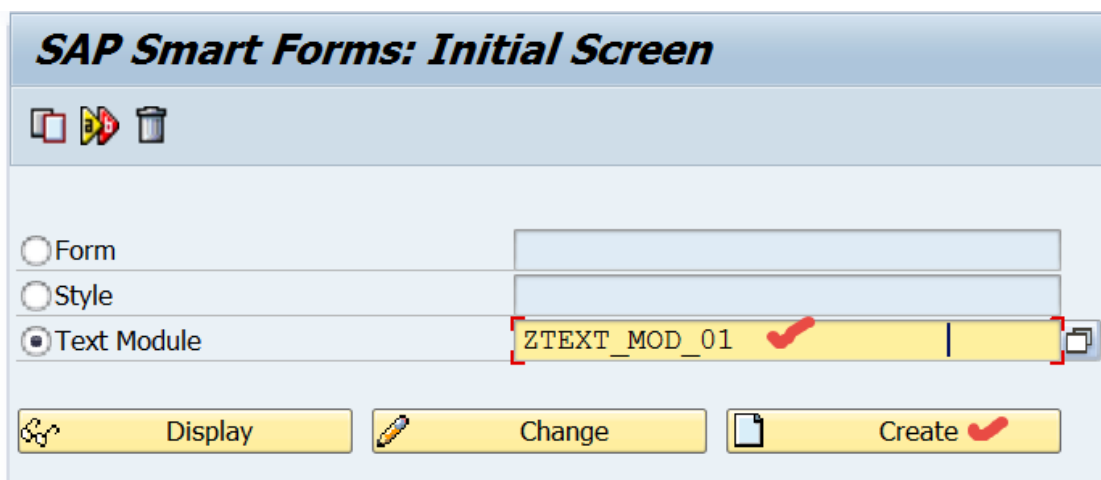 SAP Smart Forms: Initial Screen
Form
Style
Text Module ZTEXT_MOD_01
Display Change Create